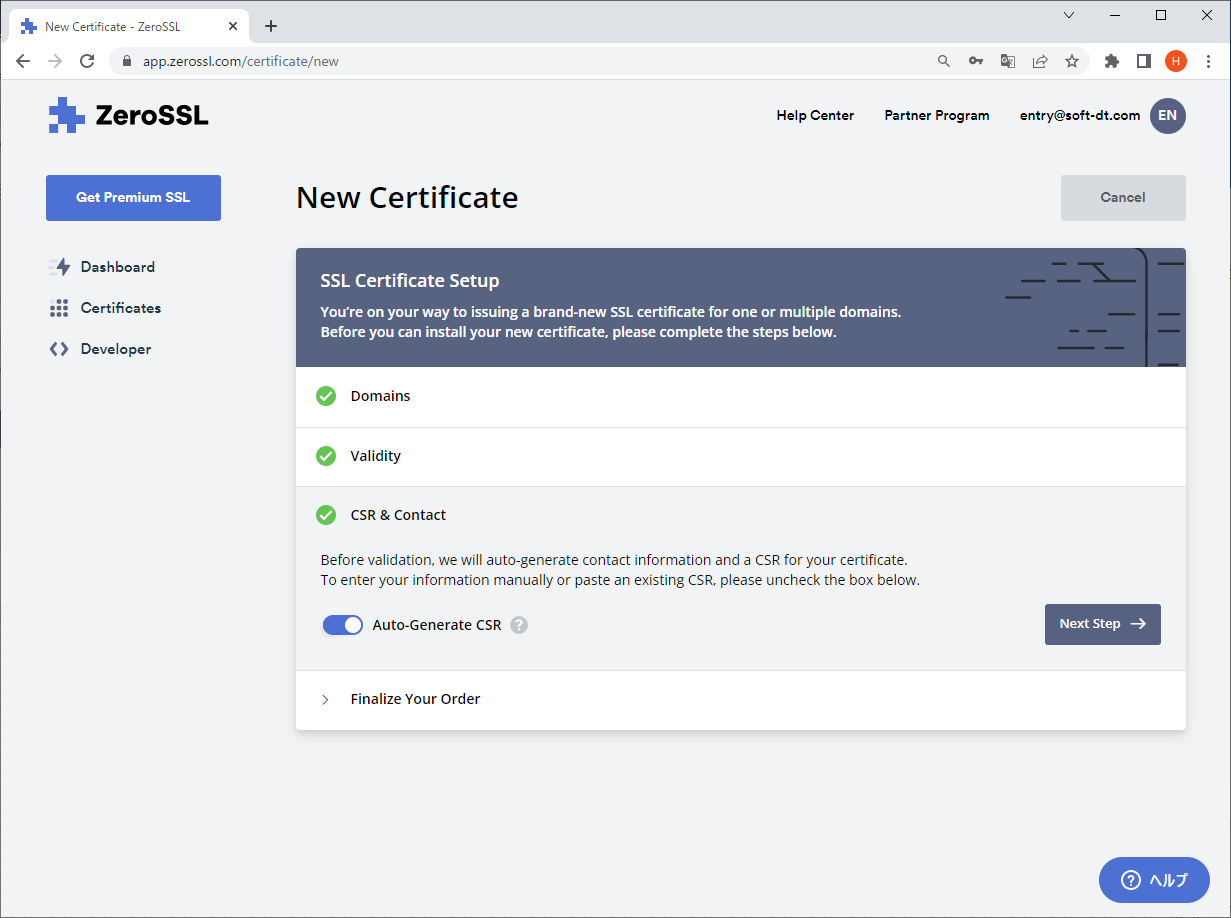 New Certificate - ZeroSSL
app.zerossl.com/certificate/new
H
ZeroSSL
Help Center
Partner Program
entry@soft-dt.com
EN
Get Premium SSL
New Certificate
Cancel
Dashboard
Certificates
Developer
SSL Certificate Setup
You’re on your way to issuing a brand-new SSL certificate for one or multiple domains.
Before you can install your new certificate, please complete the steps below.
Domains
Validity
CSR & Contact
Before validation, we will auto-generate contact information and a CSR for your certificate.
To enter your information manually or paste an existing CSR, please uncheck the box below.
Auto-Generate CSR ?
Next Step →
Finalize Your Order
? ヘルプ